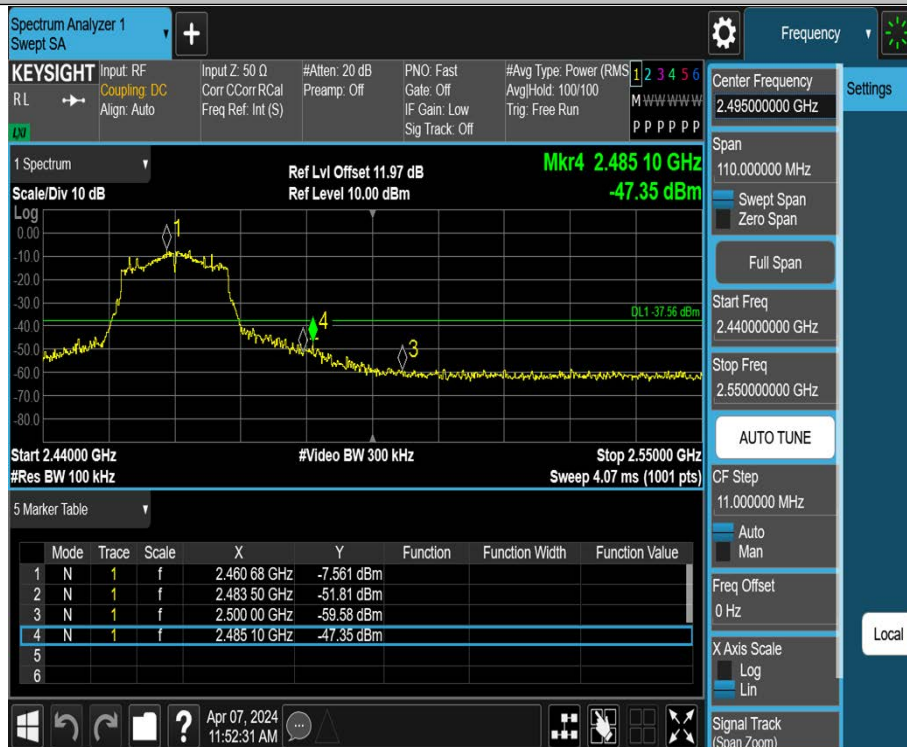 Spectrum Analyzer 1
Swept SA
+
Frequency
KEYSIGHT
RL
LXI
Input: RF
Coupling: DC
Align: Auto
Input Z: 50 Ω
Corr CCorr RCal
Freq Ref: Int (S)
#Atten: 20 dB
Preamp: Off
PNO: Fast
Gate: Off
IF Gain: Low
Sig Track: Off
#Avg Type: Power (RMS
Avg|Hold: 100/100
Trig: Free Run
1 2 3 4 5 6
M W W W W W
P P P P P P
1 Spectrum
Scale/Div 10 dB
Ref Lvl Offset 11.97 dB
Ref Level 10.00 dBm
Mkr4 2.485 10 GHz
-47.35 dBm
Log
0.00
-10.0
-20.0
-30.0
-40.0
-50.0
-60.0
-70.0
-80.0
1
4
3
DL1 -37.56 dBm
Start 2.44000 GHz
#Res BW 100 kHz
#Video BW 300 kHz
Stop 2.55000 GHz
Sweep 4.07 ms (1001 pts)
5 Marker Table
Mode Trace Scale X Y Function Function Width Function Value
1 N 1 f 2.460 68 GHz -7.561 dBm
2 N 1 f 2.483 50 GHz -51.81 dBm
3 N 1 f 2.500 00 GHz -59.58 dBm
4 N 1 f 2.485 10 GHz -47.35 dBm
5
6
?
Apr 07, 2024
11:52:31 AM
Center Frequency
2.495000000 GHz
Settings
Span
110.000000 MHz
Swept Span
Zero Span
Full Span
Start Freq
2.440000000 GHz
Stop Freq
2.550000000 GHz
AUTO TUNE
CF Step
11.000000 MHz
Auto
Man
Freq Offset
0 Hz
Local
X Axis Scale
Log
Lin
Signal Track
(Span Zoom)